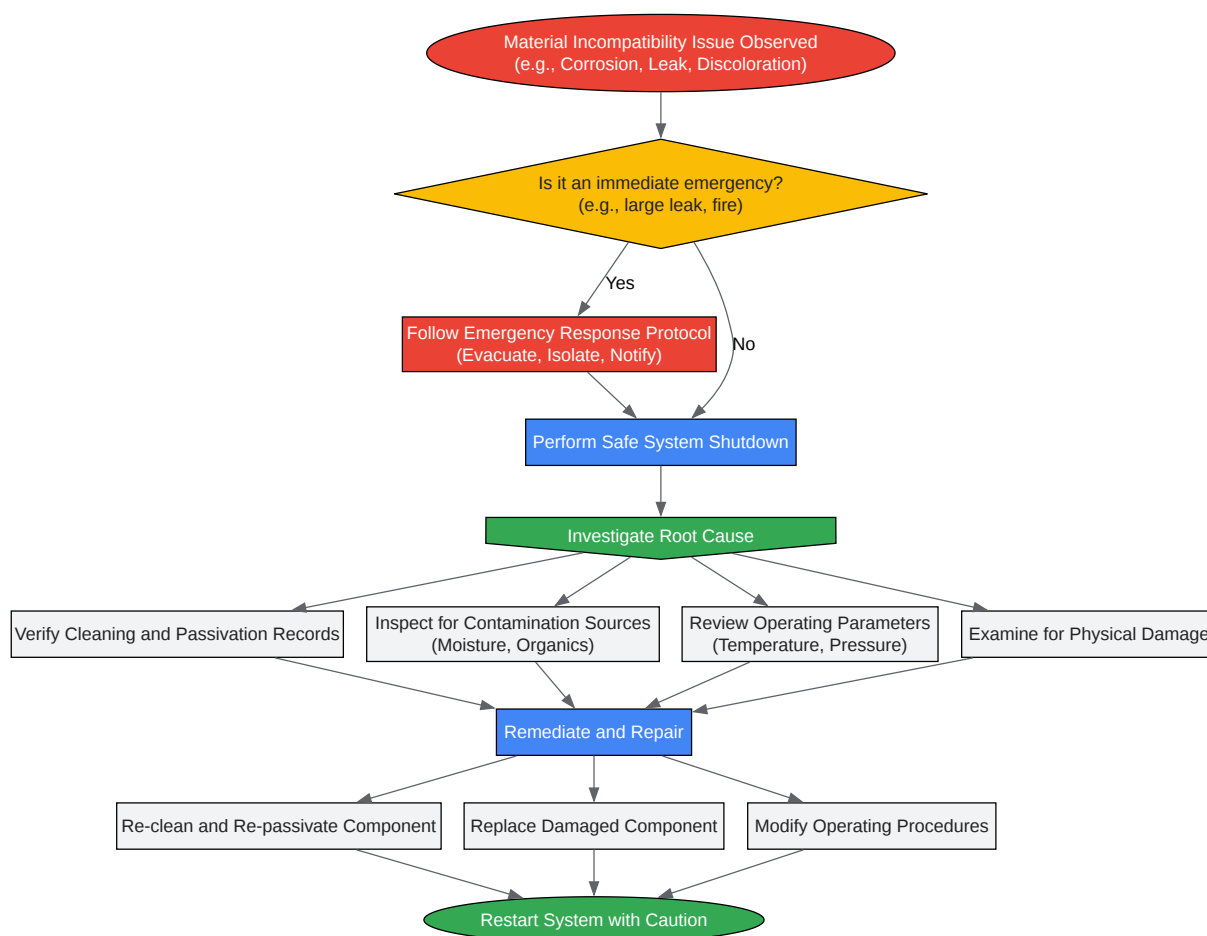 Material Incompatibility Issue Observed
(e.g., Corrosion, Leak, Discoloration)
Is it an immediate emergency?
(e.g., large leak, fire)
Yes
No
Follow Emergency Response Protocol
(Evacuate, Isolate, Notify)
Perform Safe System Shutdown
Investigate Root Cause
Verify Cleaning and Passivation Records
Inspect for Contamination Sources
(Moisture, Organics)
Review Operating Parameters
(Temperature, Pressure)
Examine for Physical Damage
Remediate and Repair
Re-clean and Re-passivate Component
Replace Damaged Component
Modify Operating Procedures
Restart System with Caution